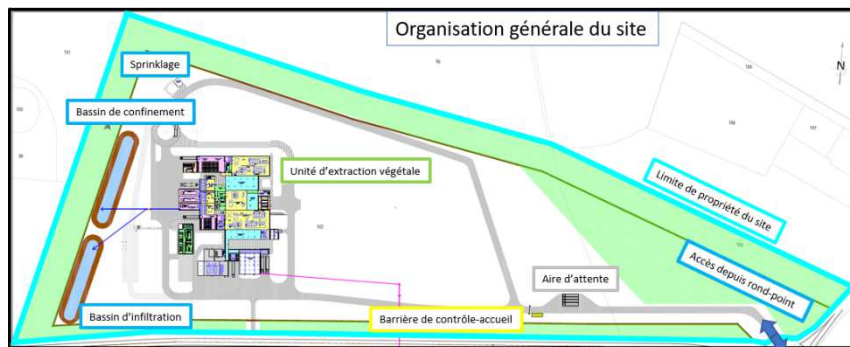 Organisation générale du site
Sprinklage
N
Bassin de confinement
Unité d'extraction végétale
Limite de propriété du site
Accès depuis rond-point
Aire d'attente
Bassin d'infiltration
Barrière de contrôle-accueil